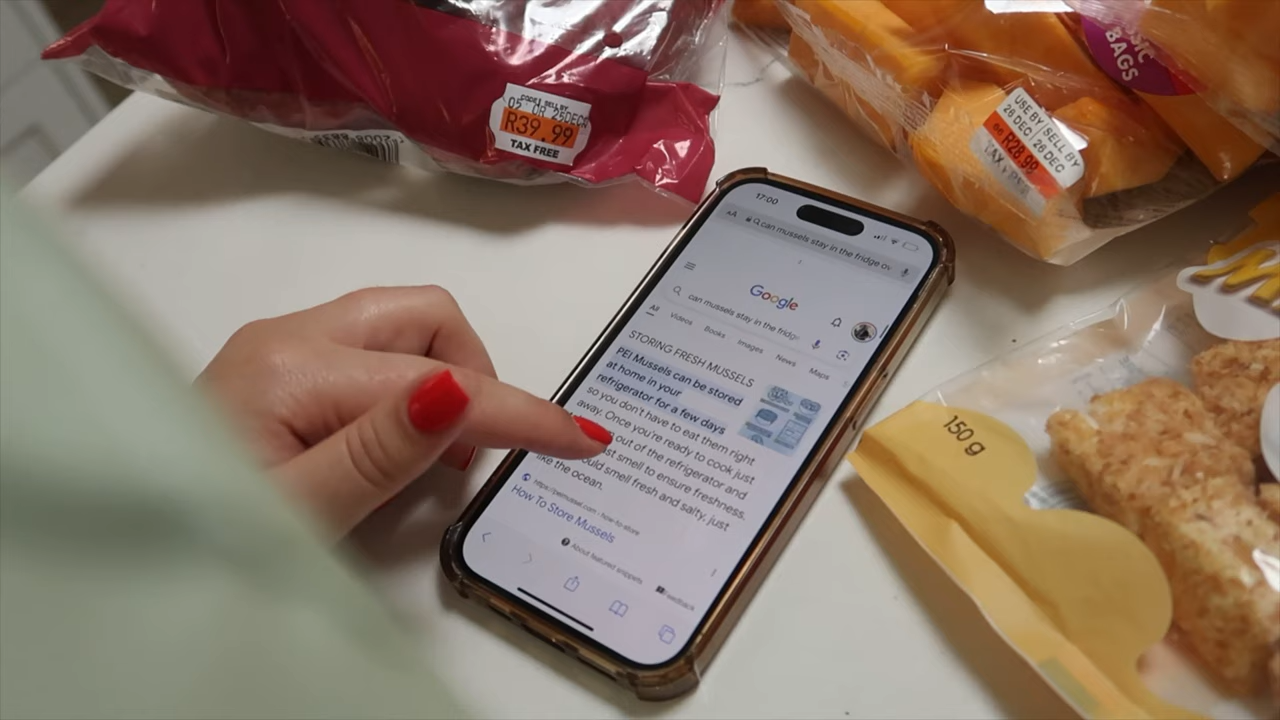 SELL BY
25DEC
R39.99
TAX FREE
BAGS
USE BY SELL BY
26 DEC 26 DEC
R28.99
TAX FREE
150 g
17:00
AA
can mussels stay in the fridge ov
Google
can mussels stay in the fridge
All Videos Books Images News Maps
STORING FRESH MUSSELS
PEI Mussels can be stored
at home in your
refrigerator for a few days
so you don't have to eat them right
away. Once you're ready to cook just
out of the refrigerator and
smell to ensure freshness.
smell fresh and salty, just
like the ocean.
How To Store Mussels
About featured snippets
Feedback